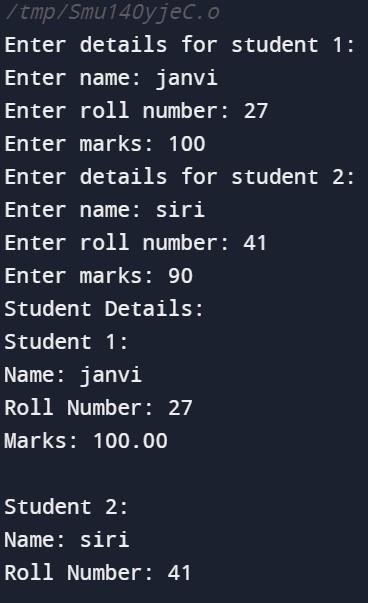 /tmp/Smu140yjeC.o
Enter details for student 1:
Enter name: janvi
Enter roll number: 27
Enter marks: 100
Enter details for student 2:
Enter name: siri
Enter roll number: 41
Enter marks: 90
Student Details:
Student 1:
Name: janvi
Roll Number: 27
Marks: 100.00
Student 2:
Name: siri
Roll Number: 41